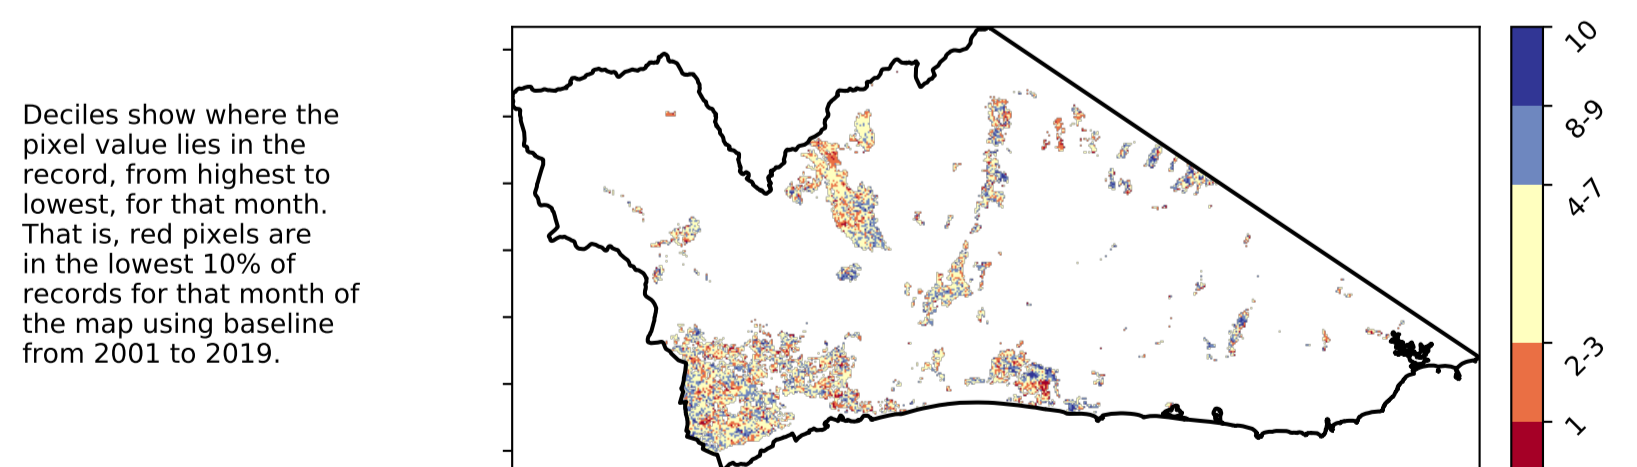 Deciles show where the
pixel value lies in the
record, from highest to
lowest, for that month.
That is, red pixels are
in the lowest 10% of
records for that month of
the map using baseline
from 2001 to 2019.
10
8-9
4-7
2-3
1